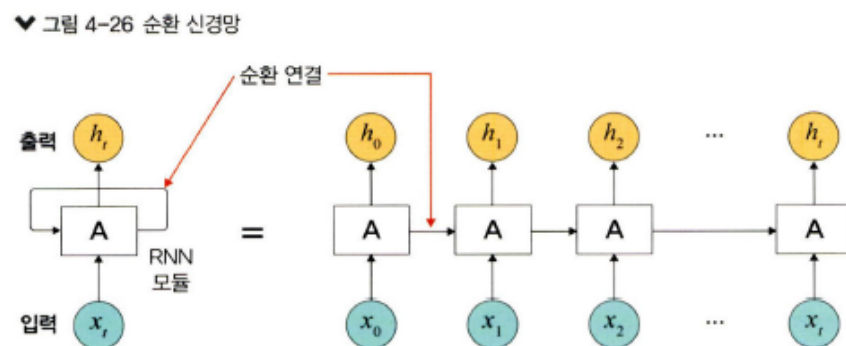 그림 4-26 순환 신경망
순환 연결
출력 h_t h_0 h_1 h_2 ... h_t
A = A A A A
RNN
모듈
입력 x_t x_0 x_1 x_2 ... x_t